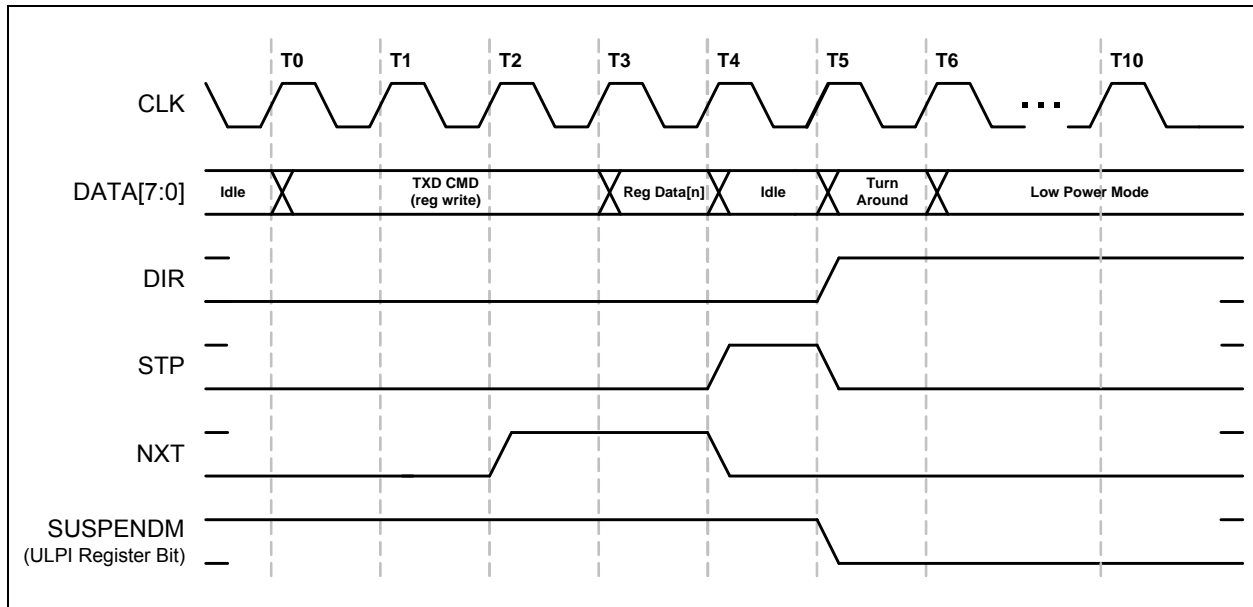 T0 T1 T2 T3 T4 T5 T6 T10
CLK
...
DATA[7:0]
Idle
TXD CMD
(reg write)
Reg Data[n]
Idle
Turn
Around
Low Power Mode
DIR
STP
NXT
SUSPENDM
(ULPI Register Bit)